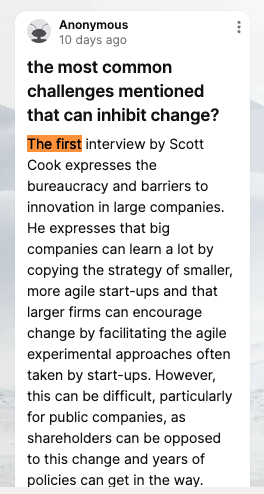 Anonymous
10 days ago
the most common
challenges mentioned
that can inhibit change?
The first interview by Scott
Cook expresses the
bureaucracy and barriers to
innovation in large companies.
He expresses that big
companies can learn a lot by
copying the strategy of smaller,
more agile start-ups and that
larger firms can encourage
change by facilitating the agile
experimental approaches often
taken by start-ups. However,
this can be difficult, particularly
for public companies, as
shareholders can be opposed
to this change and years of
policies can get in the way.